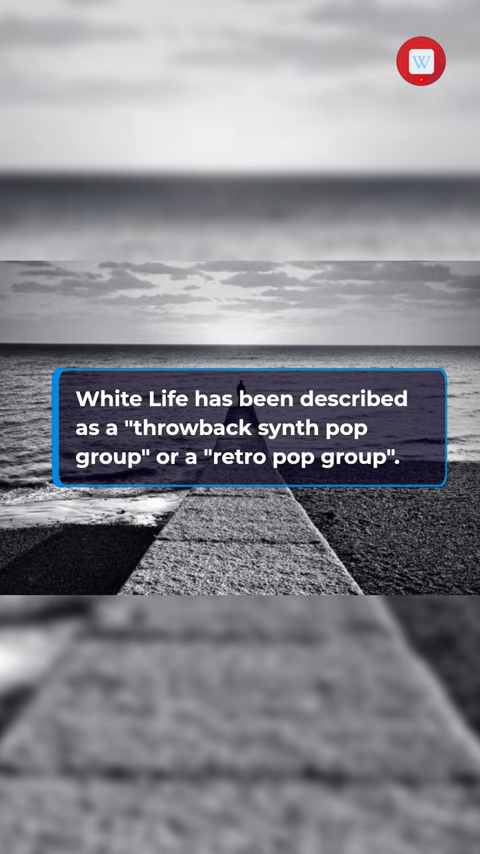 W
White Life has been described
as a "throwback synth pop
group" or a "retro pop group".